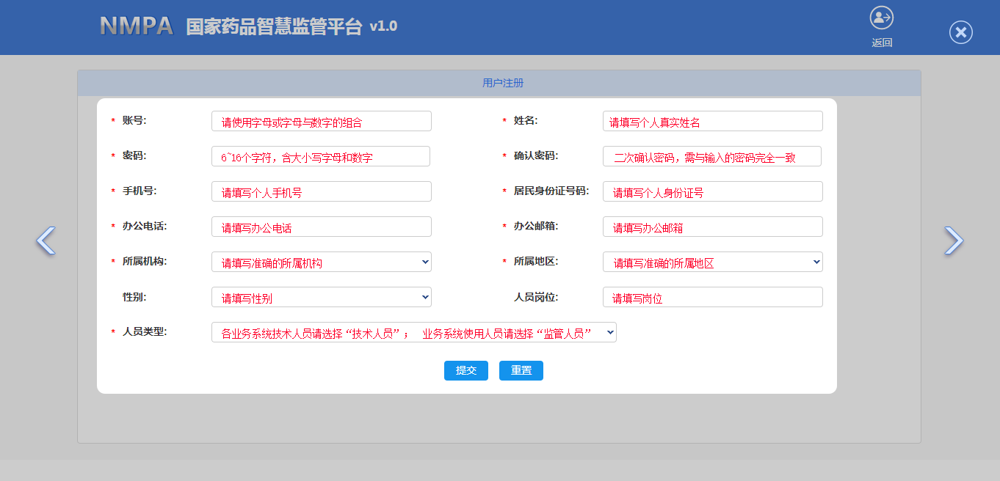 NMPA 国家药品智慧监管平台 v1.0
返回
用户注册
* 账号: 请使用字母或字母与数字的组合 * 姓名: 请填写个人真实姓名
* 密码: 6~16个字符，含大小写字母和数字 * 确认密码: 二次确认密码，需与输入的密码完全一致
* 手机号: 请填写个人手机号 * 居民身份证号码: 请填写个人身份证号
* 办公电话: 请填写办公电话 * 办公邮箱: 请填写办公邮箱
* 所属机构: 请填写准确的所属机构 * 所属地区: 请填写准确的所属地区
性别: 请填写性别 人员岗位: 请填写岗位
* 人员类型: 各业务系统技术人员请选择“技术人员”； 业务系统使用人员请选择“监管人员”
提交 重置